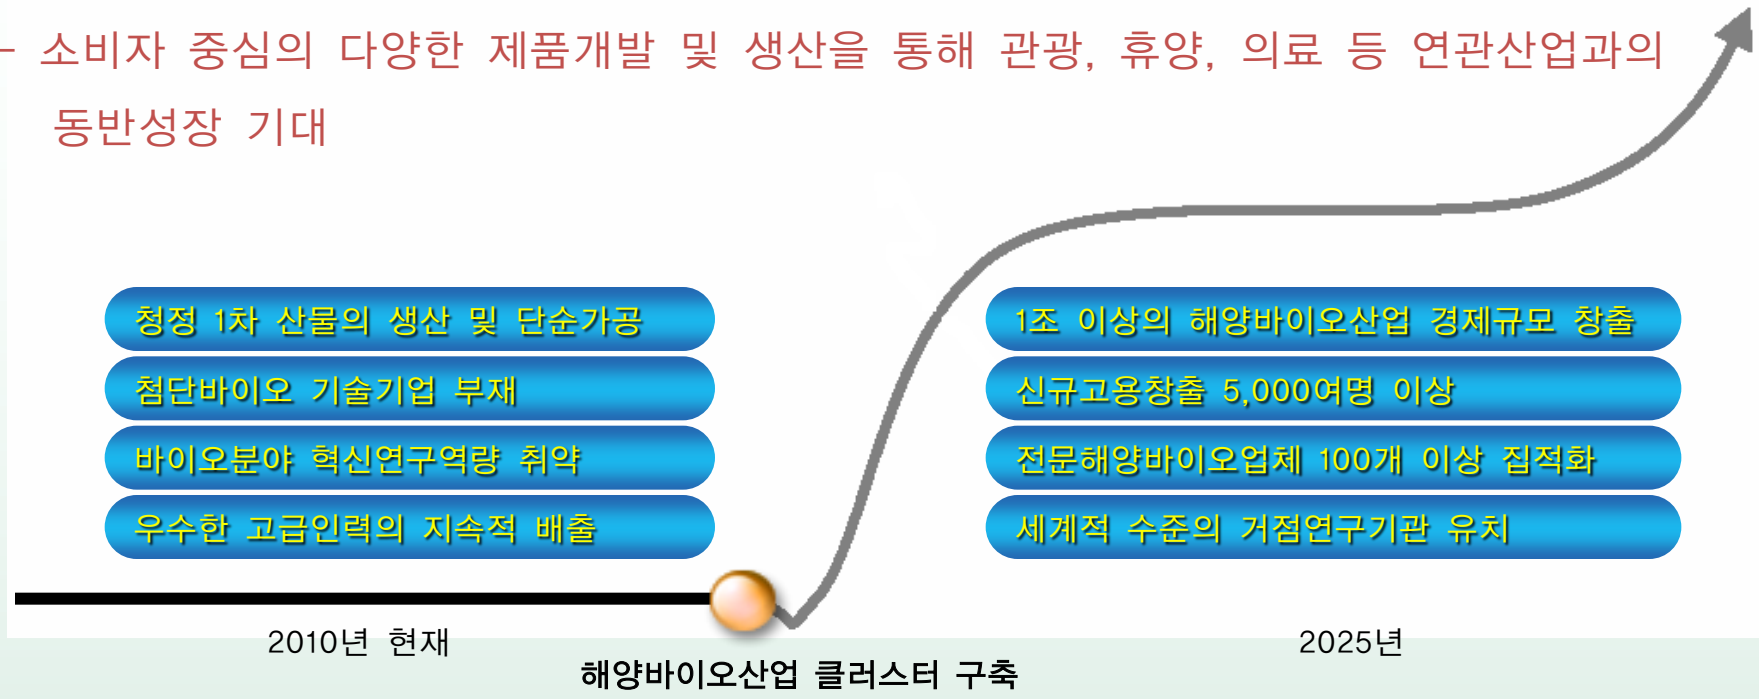 - 소비자 중심의 다양한 제품개발 및 생산을 통해 관광, 휴양, 의료 등 연관산업과의
동반성장 기대
청정 1차 산물의 생산 및 단순가공
첨단바이오 기술기업 부재
바이오분야 혁신연구역량 취약
우수한 고급인력의 지속적 배출
1조 이상의 해양바이오산업 경제규모 창출
신규고용창출 5,000여명 이상
전문해양바이오업체 100개 이상 집적화
세계적 수준의 거점연구기관 유치
2010년 현재
2025년
해양바이오산업 클러스터 구축